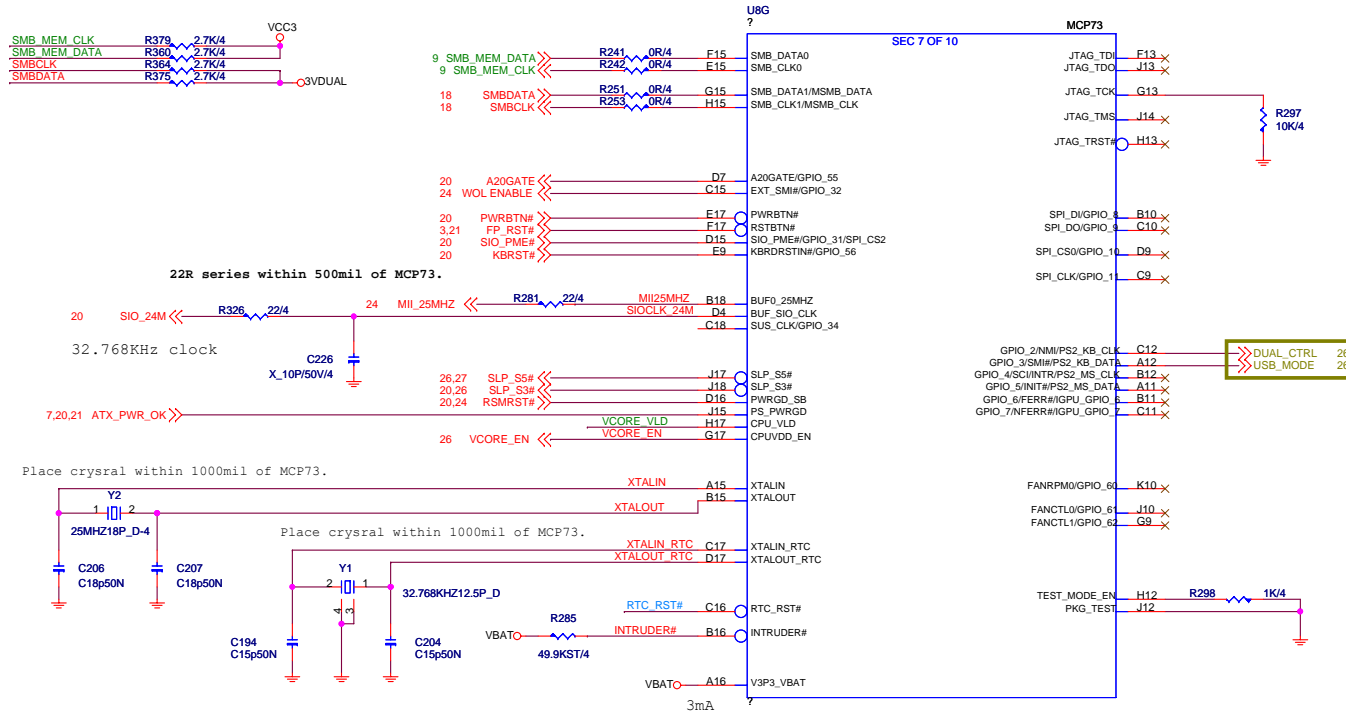 U8G
?
MCP73
SEC 7 OF 10
VCC3
SMB_MEM_CLK R379 2.7K/4
SMB_MEM_DATA R360 2.7K/4
SMBCLK R364 2.7K/4
SMBDATA R375 2.7K/4
3VDUAL
9 SMB_MEM_DATA R241 0R/4 F15 SMB_DATA0
9 SMB_MEM_CLK R242 0R/4 E15 SMB_CLK0
18 SMBDATA R251 0R/4 G15 SMB_DATA1/MSMB_DATA
18 SMBCLK R253 0R/4 H15 SMB_CLK1/MSMB_CLK
JTAG_TDI F13
JTAG_TDO J13
JTAG_TCK G13
JTAG_TMS J14
JTAG_TRST# H13
R297
10K/4
20 A20GATE D7 A20GATE/GPIO_55
24 WOL ENABLE C15 EXT_SMI#/GPIO_32
20 PWRBTN# E17 PWRBTN#
3,21 FP_RST# F17 RSTBTN#
20 SIO_PME# D15 SIO_PME#/GPIO_31/SPI_CS2
20 KBRST# E9 KBRDRSTIN#/GPIO_56
SPI_DI/GPIO_8 B10
SPI_DO/GPIO_9 C10
SPI_CS0/GPIO_10 D9
SPI_CLK/GPIO_11 C9
22R series within 500mil of MCP73.
24 MII_25MHZ R281 22/4 MII25MHZ B18 BUF0_25MHZ
20 SIO_24M R326 22/4 SIOCLK_24M D4 BUF_SIO_CLK
C18 SUS_CLK/GPIO_34
32.768KHz clock
C226
X_10P/50V/4
GPIO_2/NMI/PS2_KB_CLK C12 DUAL_CTRL 26
GPIO_3/SMI#/PS2_KB_DATA A12 USB_MODE 26
GPIO_4/SCI/INTR/PS2_MS_CLK B12
GPIO_5/INIT#/PS2_MS_DATA A11
GPIO_6/FERR#/IGPU_GPIO_6 B11
GPIO_7/NFERR#/IGPU_GPIO_7 C11
26,27 SLP_S5# J17 SLP_S5#
20,26 SLP_S3# J18 SLP_S3#
20,24 RSMRST# D16 PWRGD_SB
7,20,21 ATX_PWR_OK J15 PS_PWRGD
VCORE_VLD H17 CPU_VLD
26 VCORE_EN VCORE_EN G17 CPUVDD_EN
Place crysral within 1000mil of MCP73.
XTALIN A15 XTALIN
XTALOUT B15 XTALOUT
Y2
1 2
25MHZ18P_D-4
C206
C18p50N
C207
C18p50N
FANRPM0/GPIO_60 K10
FANCTL0/GPIO_61 J10
FANCTL1/GPIO_62 G9
Place crysral within 1000mil of MCP73.
XTALIN_RTC C17 XTALIN_RTC
XTALOUT_RTC D17 XTALOUT_RTC
Y1
2 1
4 3
32.768KHZ12.5P_D
C194
C15p50N
C204
C15p50N
RTC_RST# C16 RTC_RST#
VBAT R285 INTRUDER# B16 INTRUDER#
49.9KST/4
TEST_MODE_EN H12 R298 1K/4
PKG_TEST J12
VBAT A16 V3P3_VBAT
3mA
?